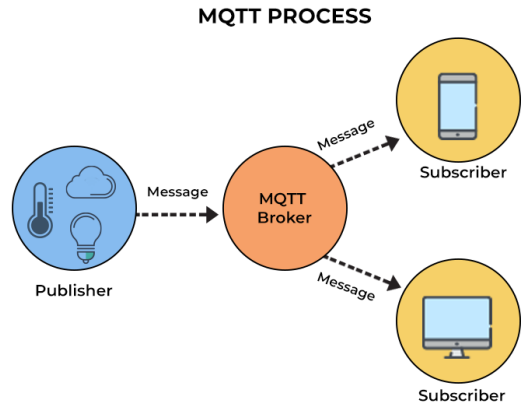 MQTT PROCESS
Message
Subscriber
Message
MQTT
Broker
Publisher
Message
Subscriber